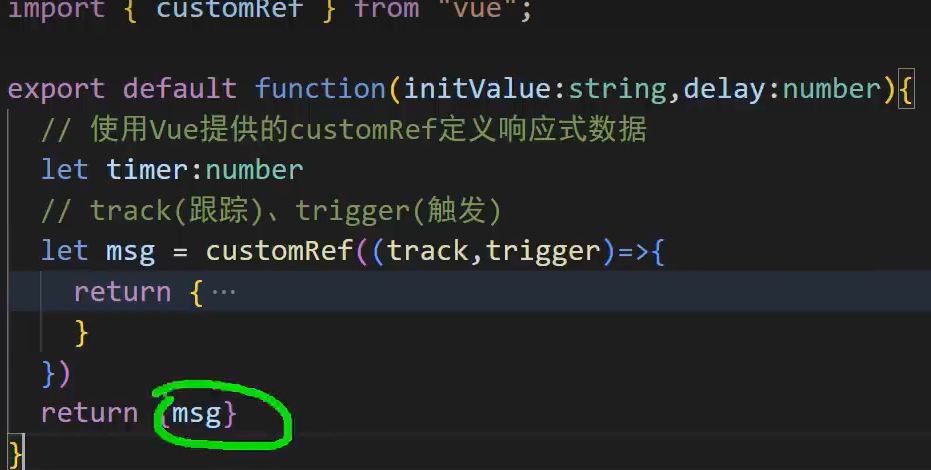 import { customRef } from "vue";
export default function(initValue:string,delay:number){
// 使用Vue提供的customRef定义响应式数据
let timer:number
// track(跟踪)、trigger(触发)
let msg = customRef((track,trigger)=>{
return {···
}
})
return {msg}
}